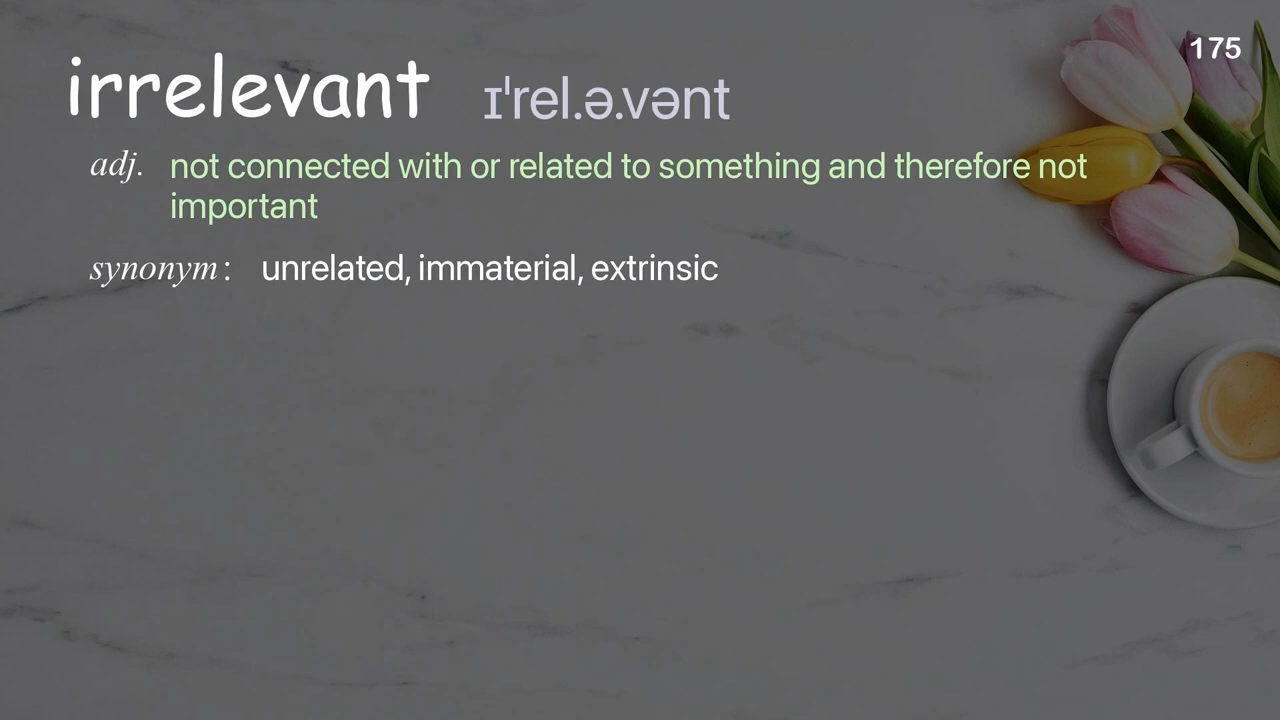 175
irrelevant ɪˈrel.ə.vənt
adj. not connected with or related to something and therefore not
important
synonym : unrelated, immaterial, extrinsic